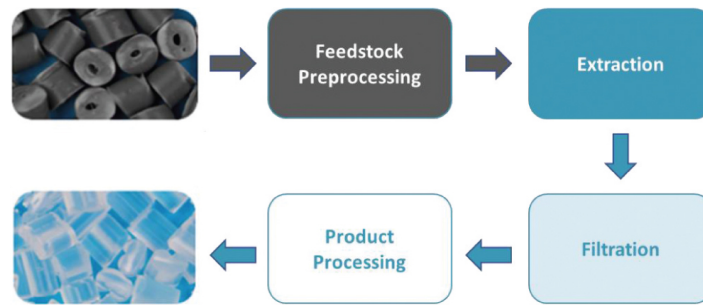 Feedstock
Preprocessing
Extraction
Filtration
Product
Processing